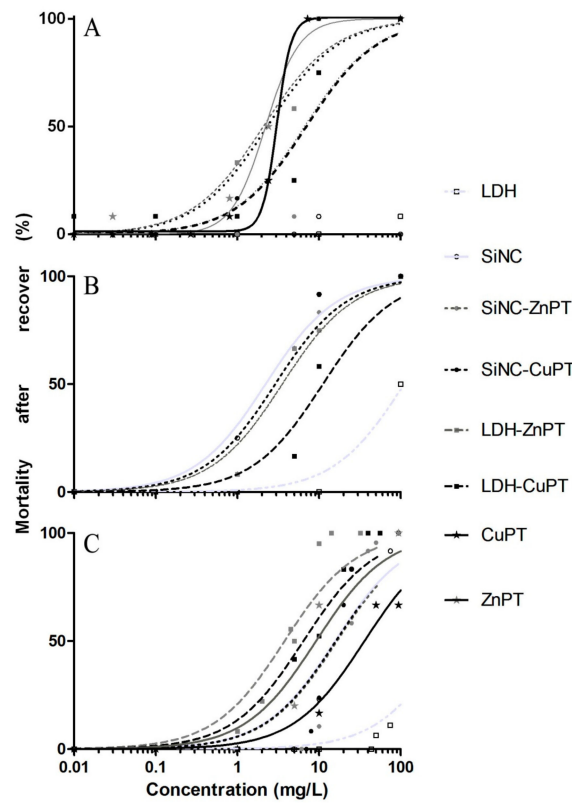 A
100
50
0
(%)
recover
after
Mortality
B
100
50
0
C
100
50
0
0.01 0.1 1 10 100
Concentration (mg/L)
LDH
SiNC
SiNC-ZnPT
SiNC-CuPT
LDH-ZnPT
LDH-CuPT
CuPT
ZnPT